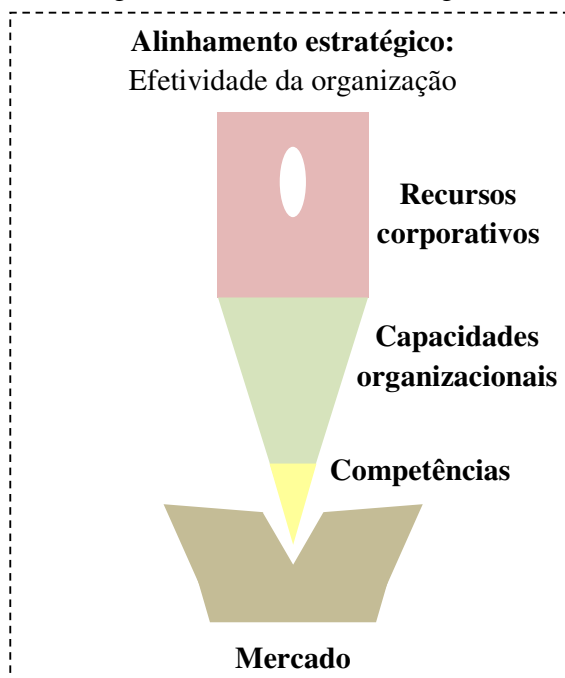 Alinhamento estratégico:
Efetividade da organização
Recursos
corporativos
Capacidades
organizacionais
Competências
Mercado